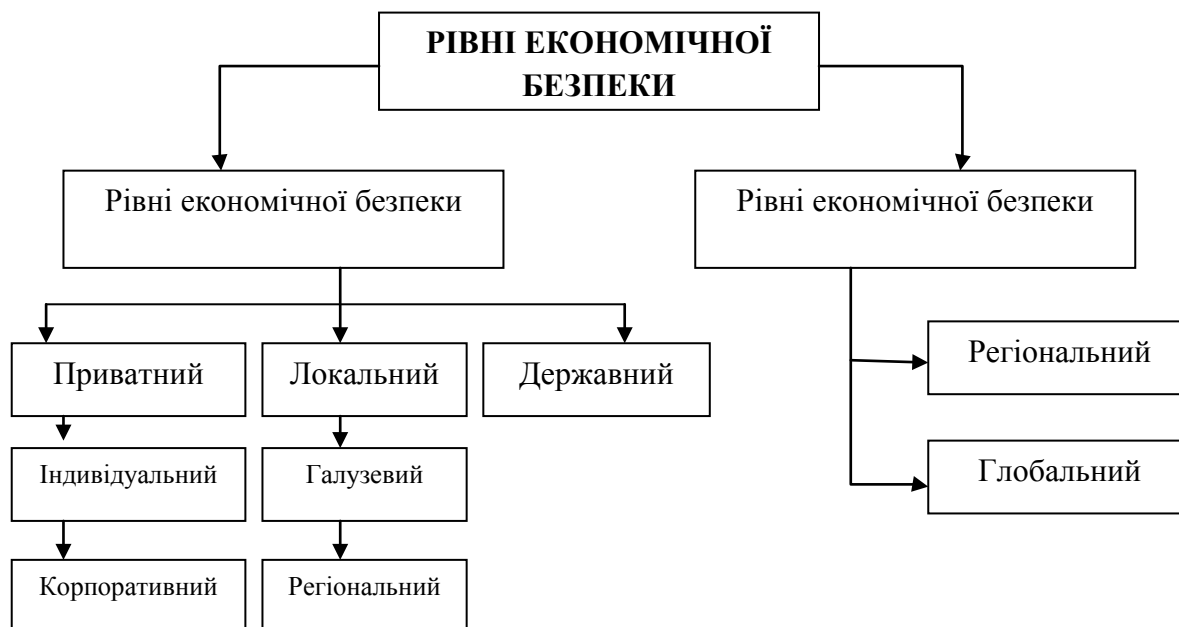 РІВНІ ЕКОНОМІЧНОЇ
БЕЗПЕКИ
Рівні економічної безпеки
Рівні економічної безпеки
Приватний
Локальний
Державний
Регіональний
Індивідуальний
Галузевий
Глобальний
Корпоративний
Регіональний